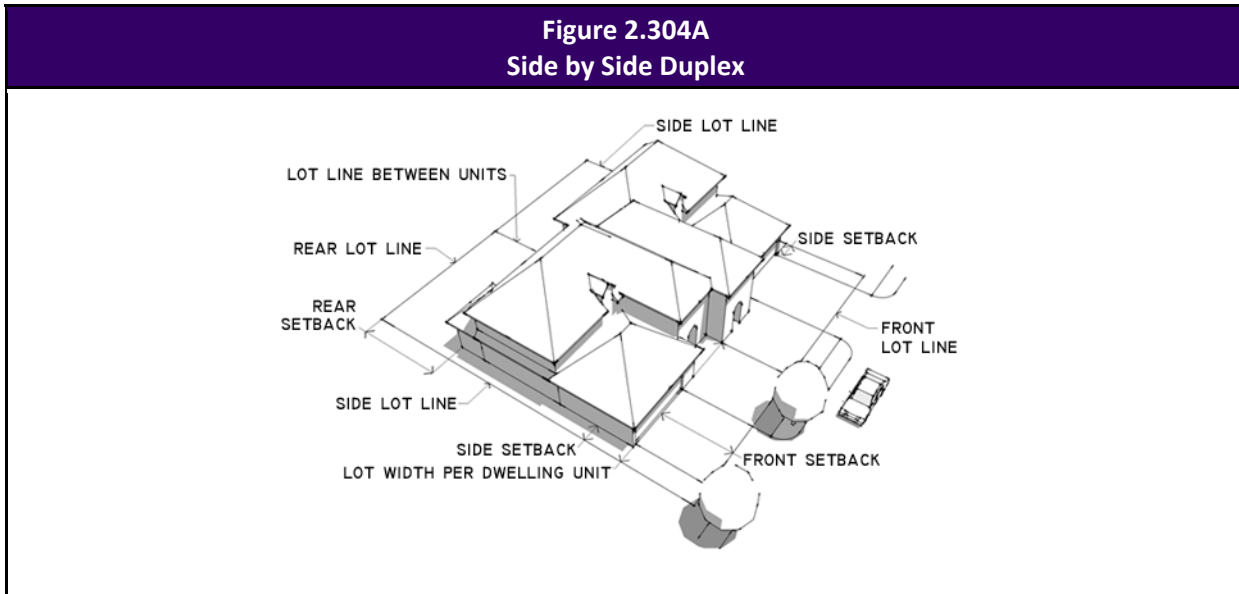 Figure 2.304A
Side by Side Duplex
SIDE LOT LINE
LOT LINE BETWEEN UNITS
REAR LOT LINE
SIDE SETBACK
REAR
SETBACK
FRONT
LOT LINE
SIDE LOT LINE
SIDE SETBACK
FRONT SETBACK
LOT WIDTH PER DWELLING UNIT